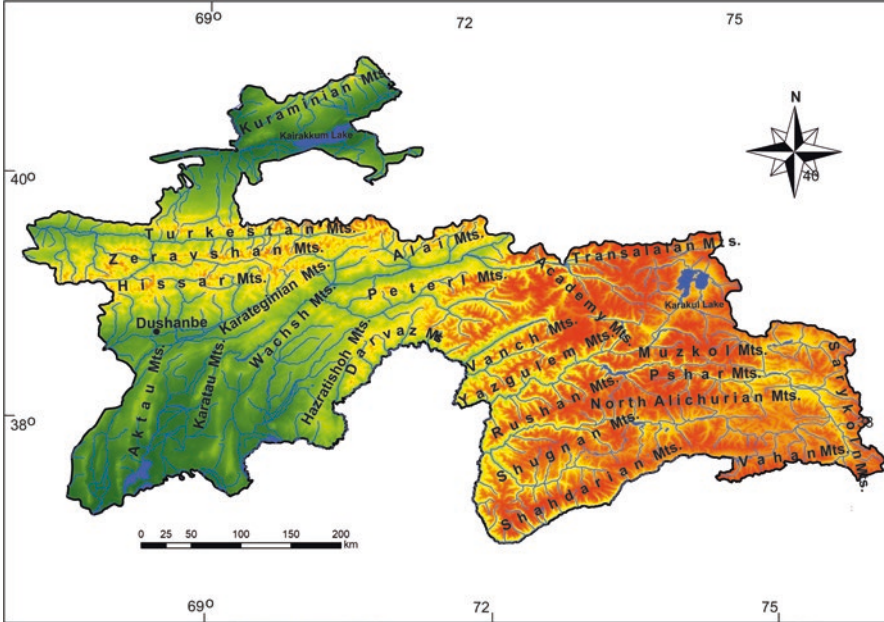 69°
72
75
Kuraminian Mts.
Kairakkum Lake
N
40
40°
Turkestan Mts.
Zeravshan Mts.
Hissar Mts.
Alai Mts.
Transalaian Mts.
Academy Mts.
Karakul Lake
Peterl Mts.
Karateginian Mts.
Wachsh Mts.
Dushanbe
Darvaz
Hazratishoh Mts.
Vanch Mts.
Yazgulem Mts.
Muzkol Mts.
Pshar Mts.
Sarykoln Mts.
Aktau Mts.
Karatau Mts.
Rushan Mts.
North Alichurian Mts.
38°
38
Shugnan Mts.
Vahan Mts.
Shahdarian Mts.
0 25 50 100 150 200
km
69°
72
75